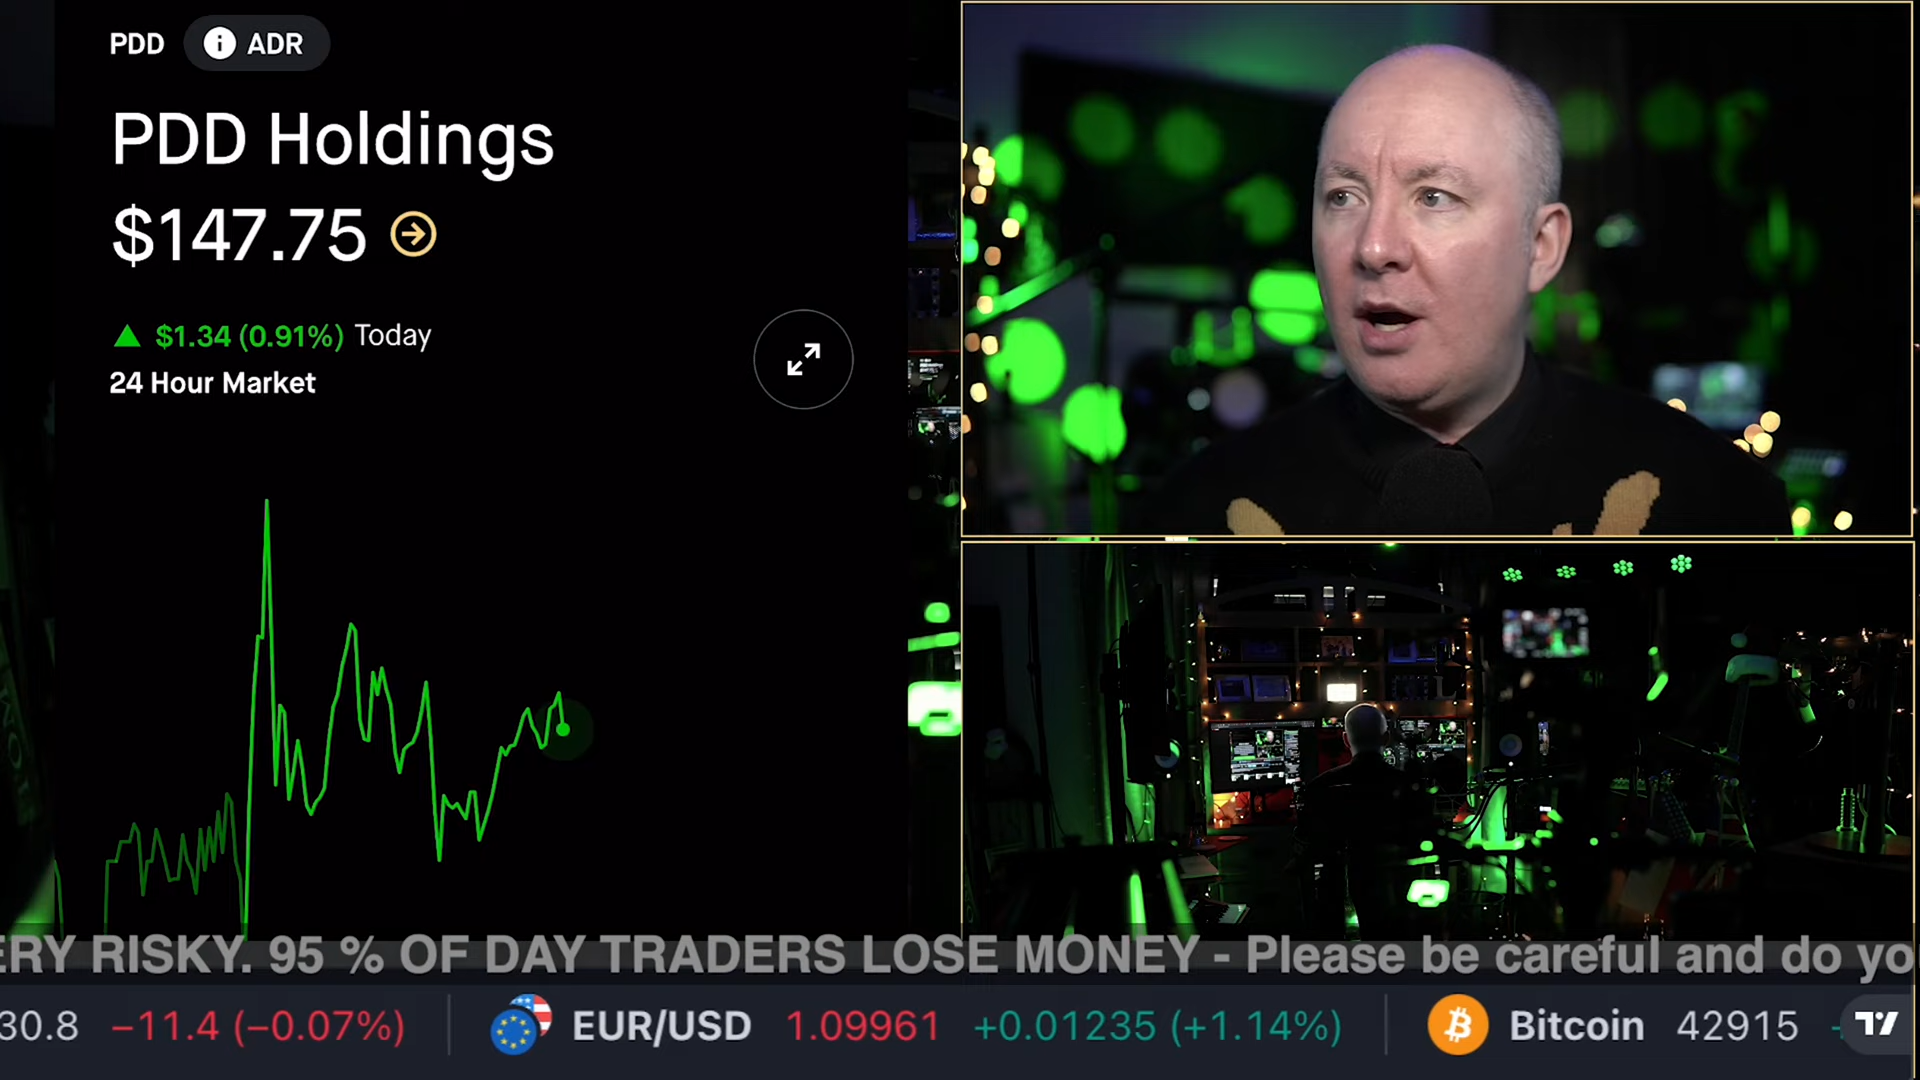 PDD ADR
PDD Holdings
$147.75
$1.34 (0.91%) Today
24 Hour Market
ERY RISKY. 95 % OF DAY TRADERS LOSE MONEY - Please be careful and do yo
30.8 −11.4 (−0.07%) EUR/USD 1.09961 +0.01235 (+1.14%) Bitcoin 42915 -